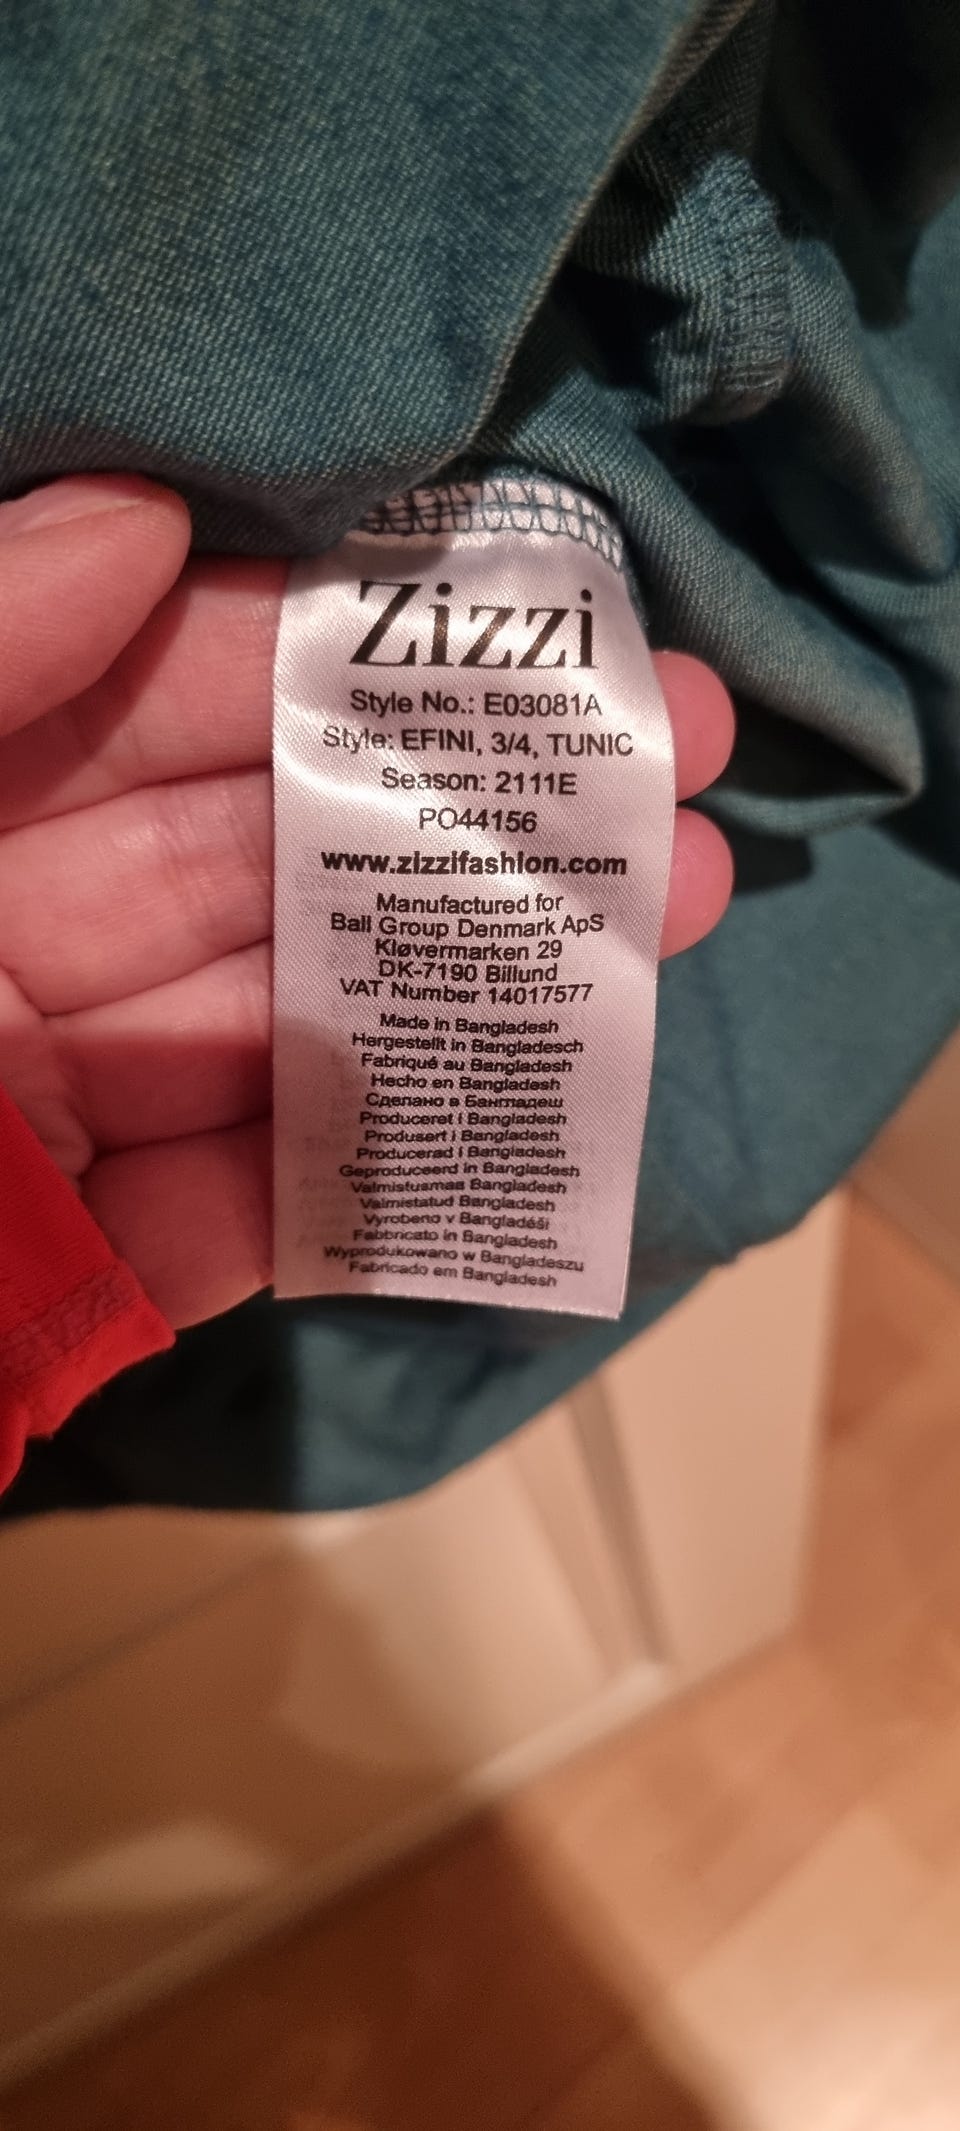 Zizzi
Style No.: E03081A
Style: EFINI, 3/4, TUNIC
Season: 2111E
PO44156
www.zizzifashion.com
Manufactured for
Ball Group Denmark ApS
Kløvermarken 29
DK-7190 Billund
VAT Number 14017577
Made in Bangladesh
Hergestellt in Bangladesch
Fabriqué au Bangladesh
Hecho en Bangladesh
Сделано в Бангладеш
Produceret i Bangladesh
Produsert i Bangladesh
Producerad i Bangladesh
Geproduceerd in Bangladesh
Valmistusmaa Bangladesh
Valmistatud Bangladesh
Vyrobeno v Bangladéši
Fabbricato in Bangladesh
Wyprodukowano w Bangladeszu
Fabricado em Bangladesh